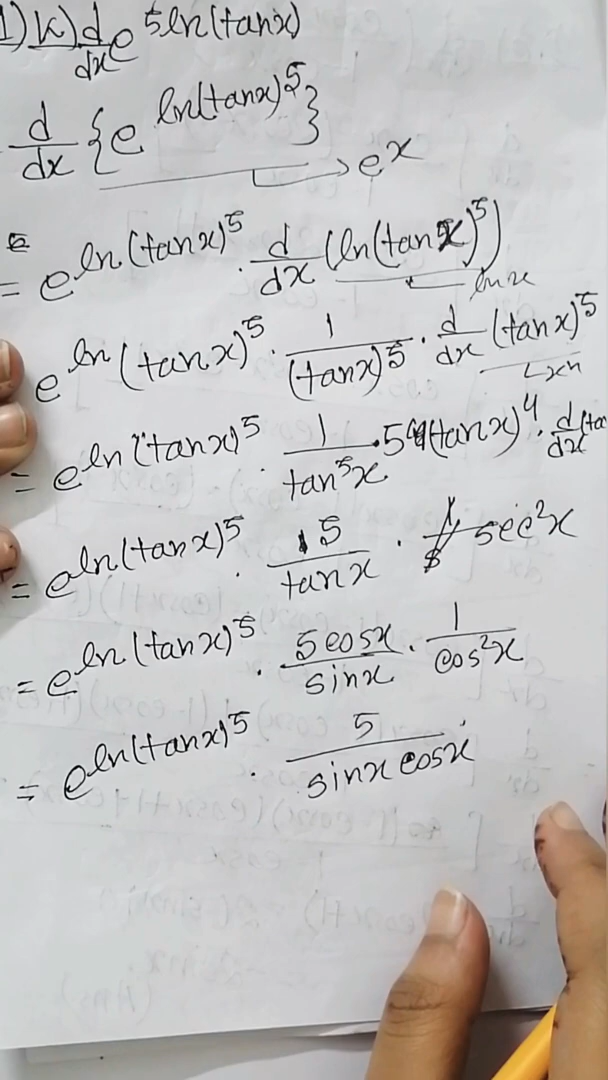 1) k) d/dx e^5ln(tanx)
d/dx {e^ln(tanx)^5} → e^x
= e^ln(tanx)^5 . d/dx (ln(tanx)^5) ln x
e^ln(tanx)^5 . 1/(tanx)^5 . d/dx (tanx)^5 x^n
= e^ln(tanx)^5 . 1/tan^5x . 5(tanx)^4 . d/dx (ta
= e^ln(tanx)^5 . 5/tanx . sec^2x
= e^ln(tanx)^5 . 5cosx/sinx . 1/cos^2x
= e^ln(tanx)^5 . 5/sinx cosx